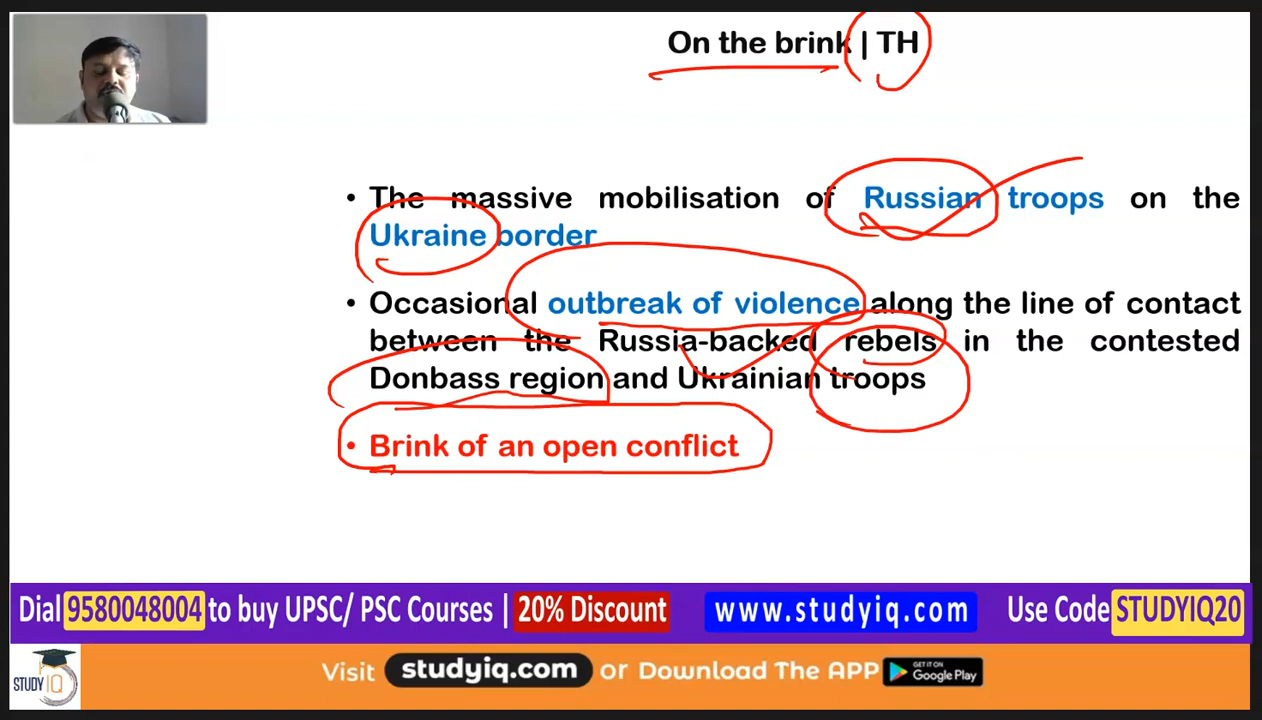 On the brink | TH
• The massive mobilisation of Russian troops on the
Ukraine border
• Occasional outbreak of violence along the line of contact
between the Russia-backed rebels in the contested
Donbass region and Ukrainian troops
• Brink of an open conflict
Dial 9580048004 to buy UPSC/ PSC Courses | 20% Discount www.studyiq.com Use Code STUDYIQ20
STUDY IQ Visit studyiq.com or Download The APP GET IT ON Google Play